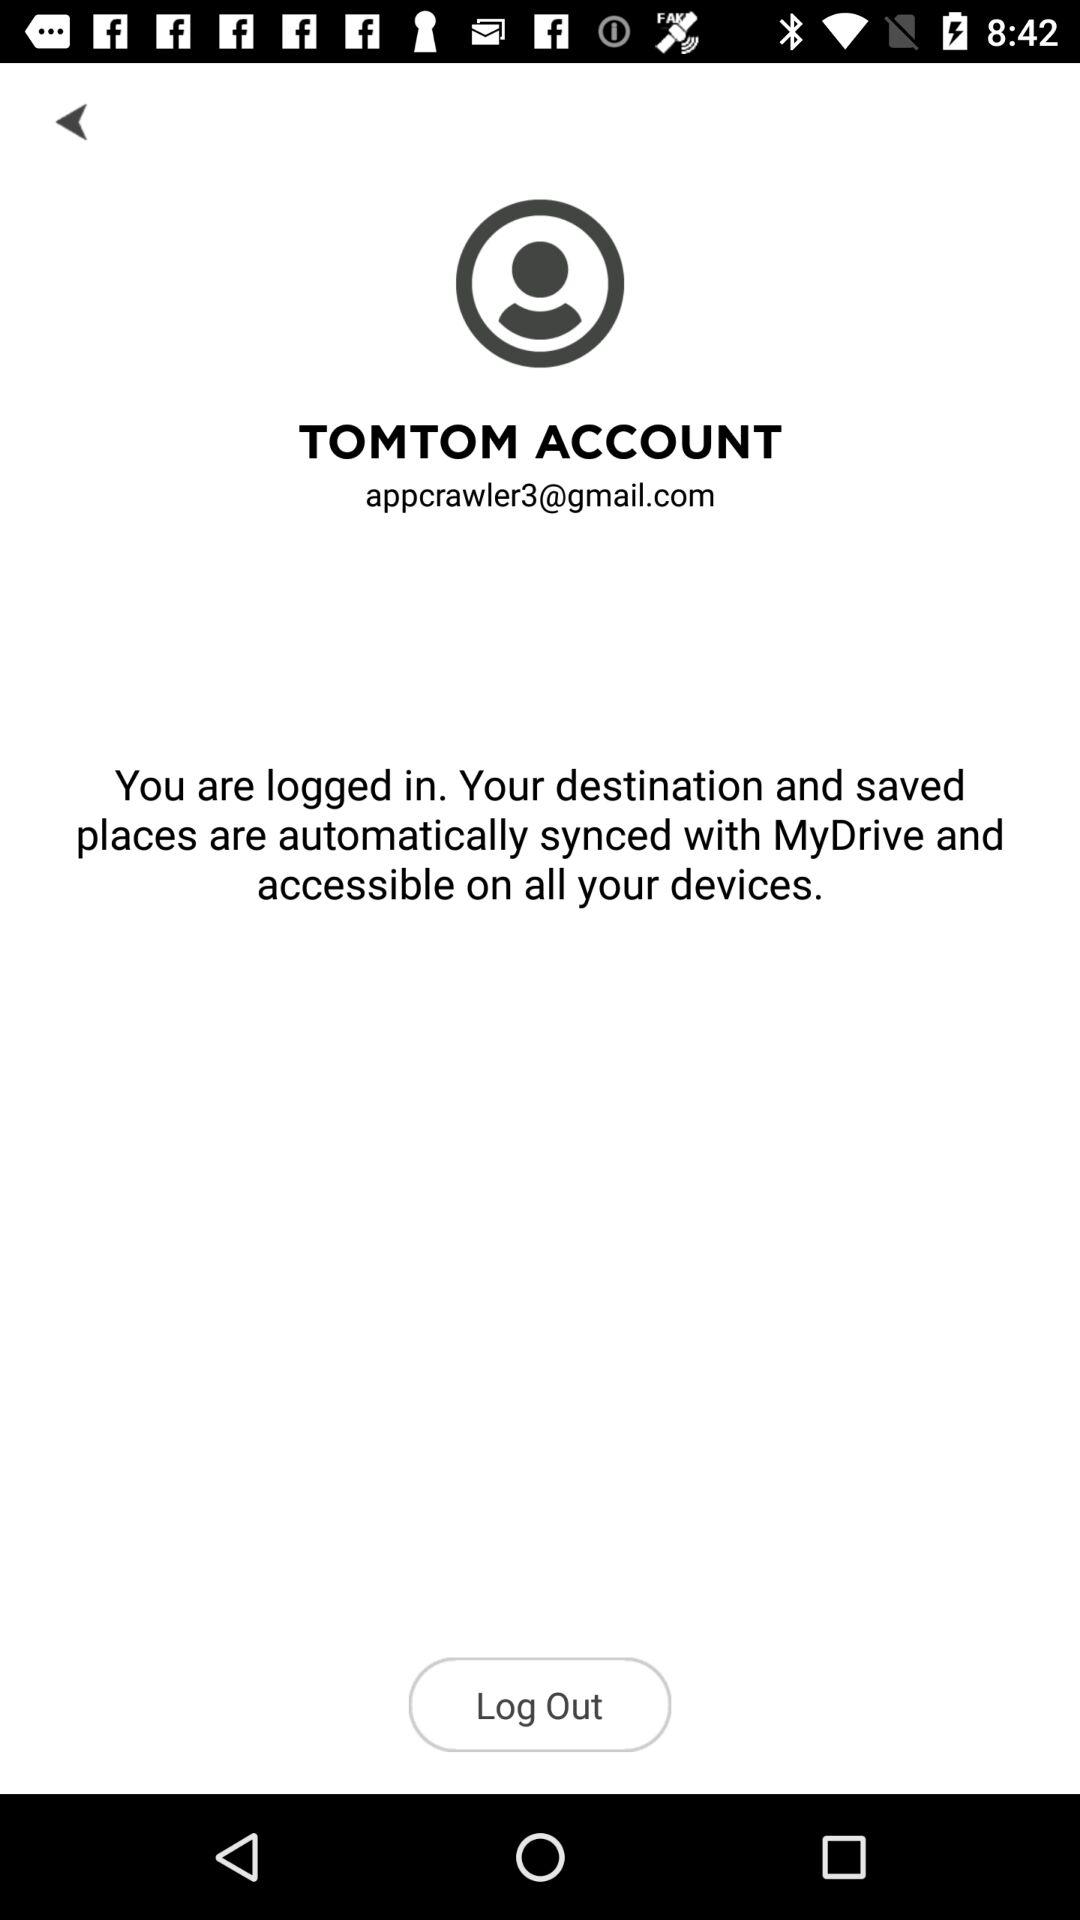 FAKE
8:42
TOMTOM ACCOUNT
appcrawler3@gmail.com
You are logged in. Your destination and saved
places are automatically synced with MyDrive and
accessible on all your devices.
Log Out